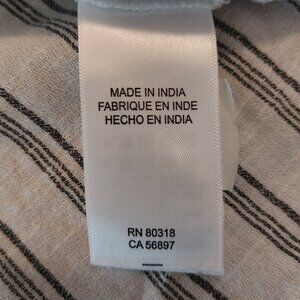 MADE IN INDIA
FABRIQUE EN INDE
HECHO EN INDIA
RN 80318
CA 56897